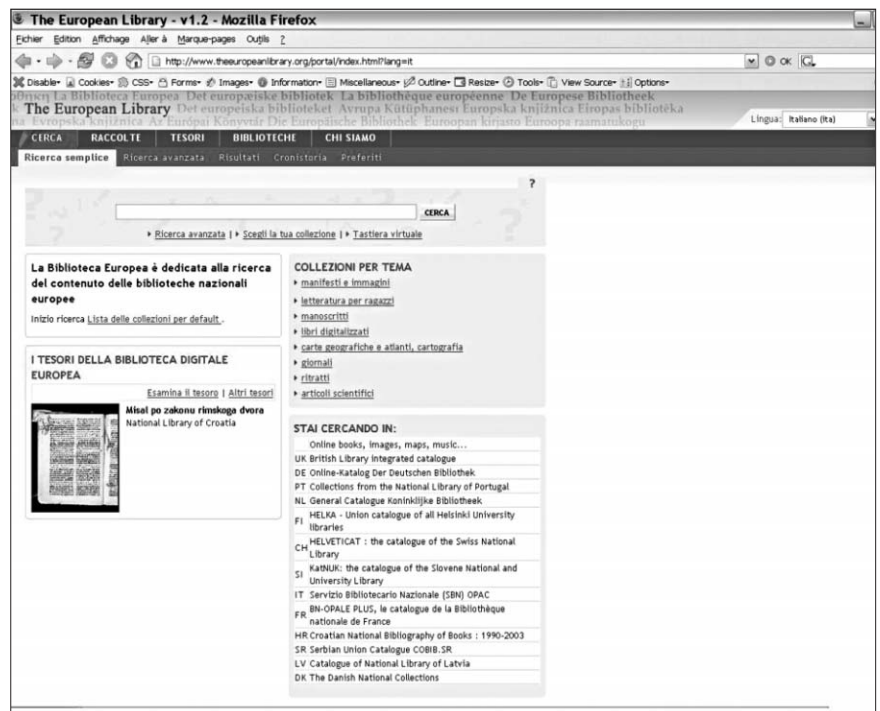 The European Library - v1.2 - Mozilla Firefox
Fichier Edition Affichage Aller à Marque-pages Outils ?
http://www.theeuropeanlibrary.org/portal/index.html?lang=it OK
Disable Cookies CSS Forms Images Information Miscellaneous Outline Resize Tools View Source Options
La Biblioteca Europea Det europæiske bibliotek La bibliothèque européenne De Europese Bibliotheek
The European Library Det europeiska biblioteket Avrupa Kütüphanesi Europska knjižnica Eiropas bibliotēka
Evropska knjižnica Az Európai Könyvtár Die Europäische Bibliothek Euroopan kirjasto Euroopa raamatukogu
Lingua: Italiano (ita)
CERCA RACCOLTE TESORI BIBLIOTECHE CHI SIAMO
Ricerca semplice Ricerca avanzata Risultati Cronistoria Preferiti
?
CERCA
Ricerca avanzata | Scegli la tua collezione | Tastiera virtuale
La Biblioteca Europea è dedicata alla ricerca
del contenuto delle biblioteche nazionali
europee
Inizio ricerca Lista delle collezioni per default .
I TESORI DELLA BIBLIOTECA DIGITALE
EUROPEA
Esamina il tesoro | Altri tesori
Misal po zakonu rimskoga dvora
National Library of Croatia
COLLEZIONI PER TEMA
manifesti e immagini
letteratura per ragazzi
manoscritti
libri digitalizzati
carte geografiche e atlanti, cartografia
giornali
ritratti
articoli scientifici
STAI CERCANDO IN:
Online books, images, maps, music...
UK British Library integrated catalogue
DE Online-Katalog Der Deutschen Bibliothek
PT Collections from the National Library of Portugal
NL General Catalogue Koninklijke Bibliotheek
FI HELKA - Union catalogue of all Helsinki University
libraries
CH HELVETICAT : the catalogue of the Swiss National
Library
SI KatNUK: the catalogue of the Slovene National and
University Library
IT Servizio Bibliotecario Nazionale (SBN) OPAC
FR BN-OPALE PLUS, le catalogue de la Bibliothèque
nationale de France
HR Croatian National Bibliography of Books : 1990-2003
SR Serbian Union Catalogue COBIB.SR
LV Catalogue of National Library of Latvia
DK The Danish National Collections